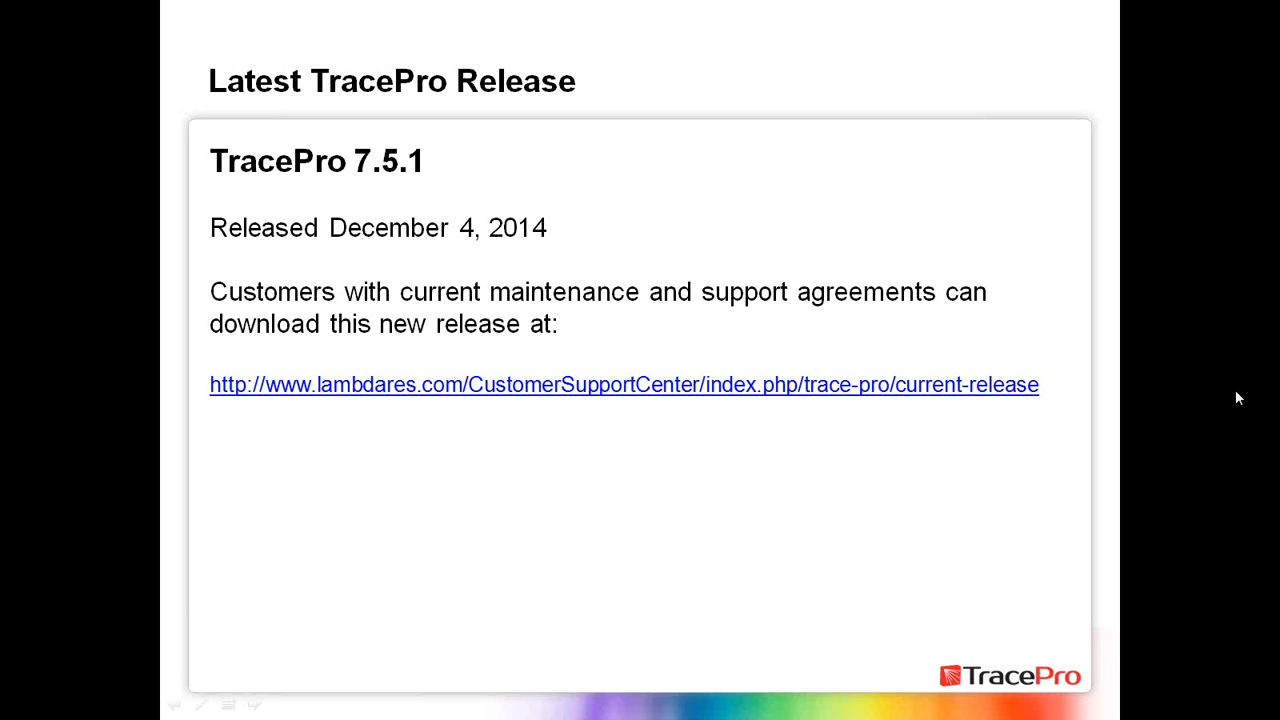 Latest TracePro Release
TracePro 7.5.1
Released December 4, 2014
Customers with current maintenance and support agreements can
download this new release at:
http://www.lambdares.com/CustomerSupportCenter/index.php/trace-pro/current-release
TracePro